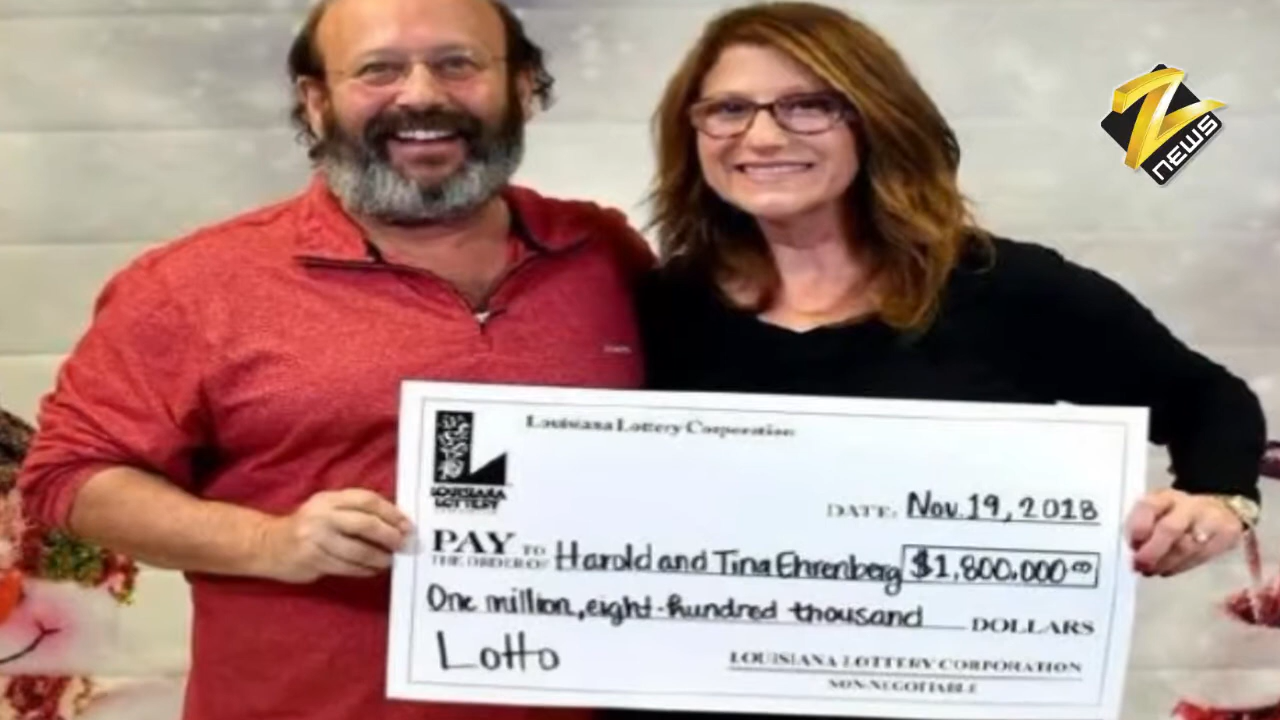 Z NEWS
Louisiana Lottery Corporation
LOUISIANA
LOTTERY
DATE: Nov. 19, 2018
PAY TO
THE ORDER OF Harold and Tina Ehrenberg $1,800,000 00
One million, eight-hundred thousand DOLLARS
Lotto
LOUISIANA LOTTERY CORPORATION
NON-NEGOTIABLE